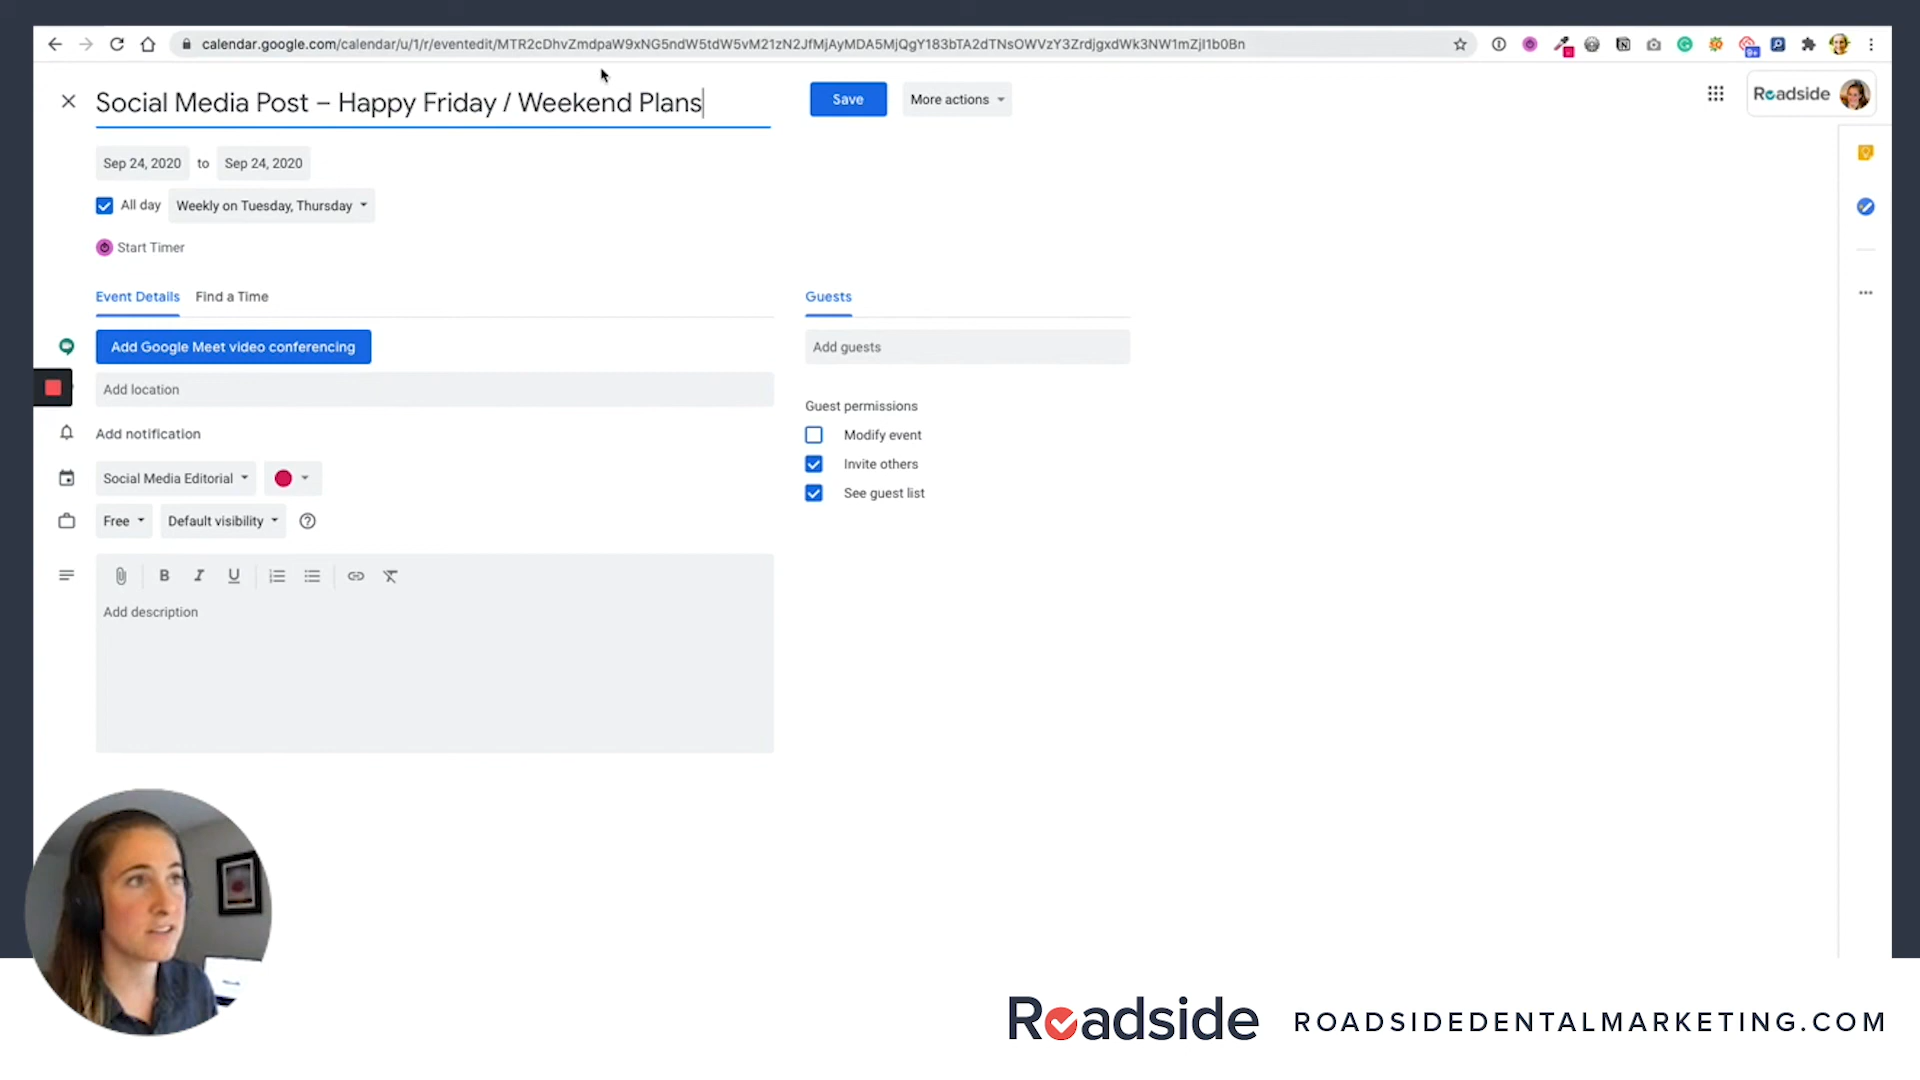 calendar.google.com/calendar/u/1/r/eventedit/MTR2cDhvZmdpaW9xNG5ndW5tdW5vM21zN2JfMjAyMDA5MjQgY183bTA2dTNsOWVzY3ZrdjgxdWk3NW1mZjl1b0Bn
Social Media Post – Happy Friday / Weekend Plans
Save
More actions
Roadside
Sep 24, 2020 to Sep 24, 2020
All day
Weekly on Tuesday, Thursday
Start Timer
Event Details
Find a Time
Guests
Add Google Meet video conferencing
Add guests
Add location
Guest permissions
Add notification
Modify event
Invite others
Social Media Editorial
See guest list
Free
Default visibility
B I U
Add description
Roadside
ROADSIDEDENTALMARKETING.COM